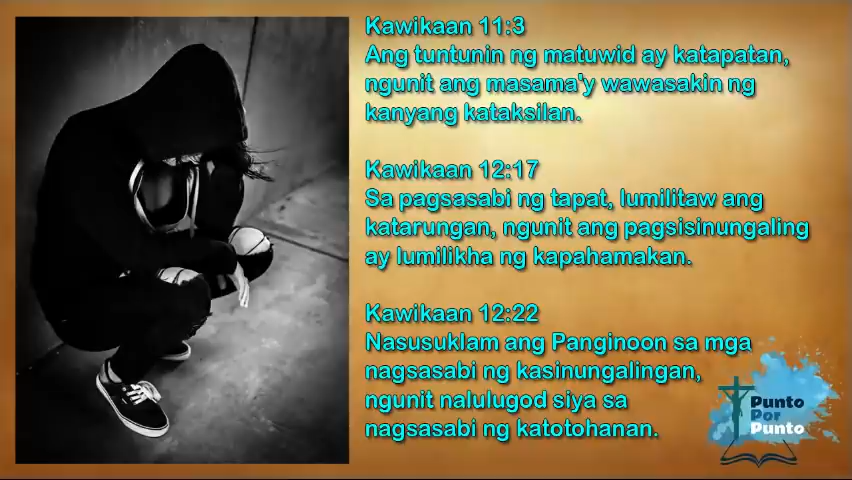 Kawikaan 11:3
Ang tuntunin ng matuwid ay katapatan,
ngunit ang masama'y wawasakin ng
kanyang kataksilan.
Kawikaan 12:17
Sa pagsasabi ng tapat, lumilitaw ang
katarungan, ngunit ang pagsisinungaling
ay lumilikha ng kapahamakan.
Kawikaan 12:22
Nasusuklam ang Panginoon sa mga
nagsasabi ng kasinungalingan,
ngunit nalulugod siya sa
nagsasabi ng katotohanan.
Punto
Por
Punto